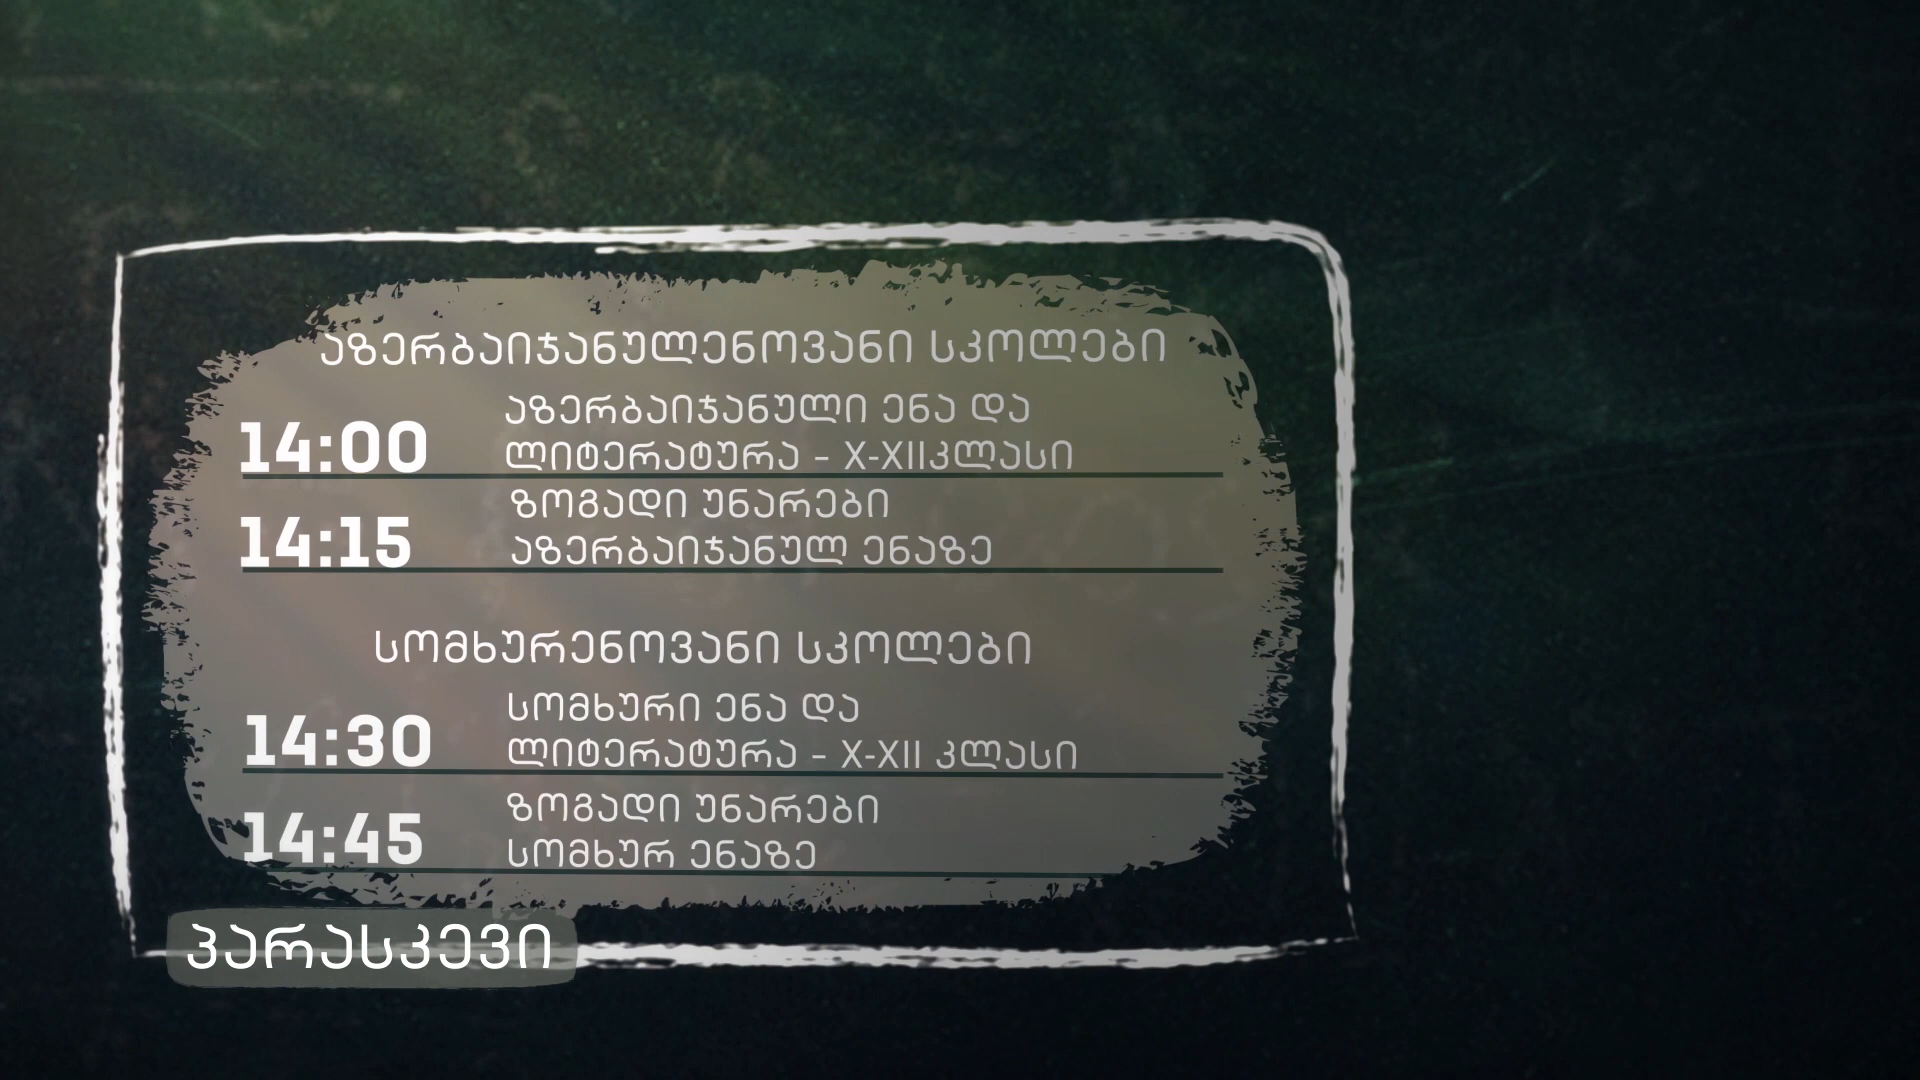 აზერბაიჯანულენოვანი სკოლები
14:00
აზერბაიჯანული ენა და
ლიტერატურა - X-XIIკლასი
14:15
ზოგადი უნარები
აზერბაიჯანულ ენაზე
სომხურენოვანი სკოლები
14:30
სომხური ენა და
ლიტერატურა - X-XII კლასი
14:45
ზოგადი უნარები
სომხურ ენაზე
პარასკევი